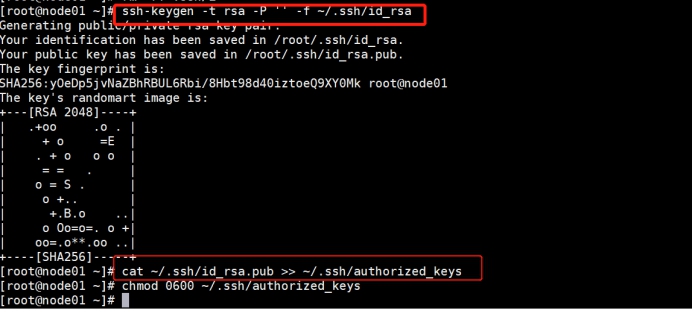 [root@node01 ~]# ssh-keygen -t rsa -P '' -f ~/.ssh/id_rsa
Generating public/private rsa key pair.
Your identification has been saved in /root/.ssh/id_rsa.
Your public key has been saved in /root/.ssh/id_rsa.pub.
The key fingerprint is:
SHA256:yOeDp5jvNaZBhRBUL6Rbi/8Hbt98d40iztoeQ9XY0Mk root@node01
The key's randomart image is:
+---[RSA 2048]----+
|   .+oo     .o . |
|     + o     =E  |
|    . + o   o o  |
|     = =   .     |
|    o = S .      |
|     o +..       |
|      +.B.o    ..|
|     o Oo=o=. o +|
|    oo=.o**.oo ..|
+----[SHA256]-----+
[root@node01 ~]# cat ~/.ssh/id_rsa.pub >> ~/.ssh/authorized_keys
[root@node01 ~]# chmod 0600 ~/.ssh/authorized_keys
[root@node01 ~]#